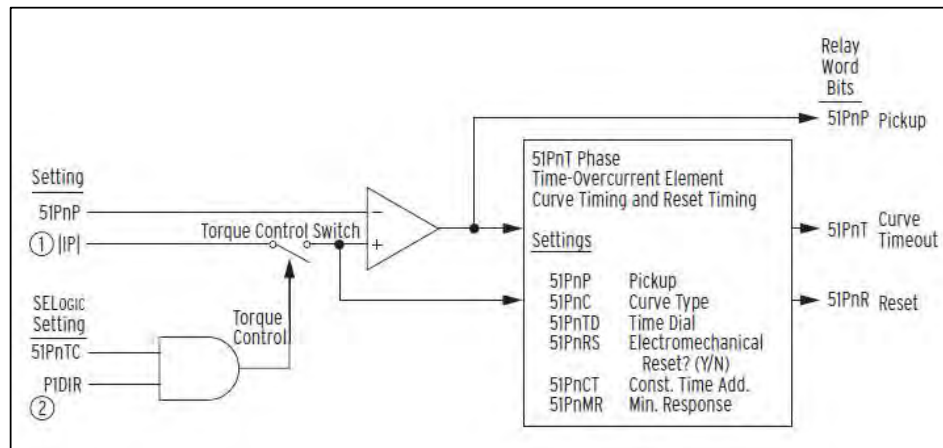 Relay
Word
Bits
51PnP Pickup
Setting
51PnP
① |IP|
Torque Control Switch
−
+
SELOGIC
Setting
51PnTC
P1DIR
②
Torque
Control
51PnT Phase
Time-Overcurrent Element
Curve Timing and Reset Timing
Settings
51PnP Pickup
51PnC Curve Type
51PnTD Time Dial
51PnRS Electromechanical
Reset? (Y/N)
51PnCT Const. Time Add.
51PnMR Min. Response
51PnT Curve
Timeout
51PnR Reset